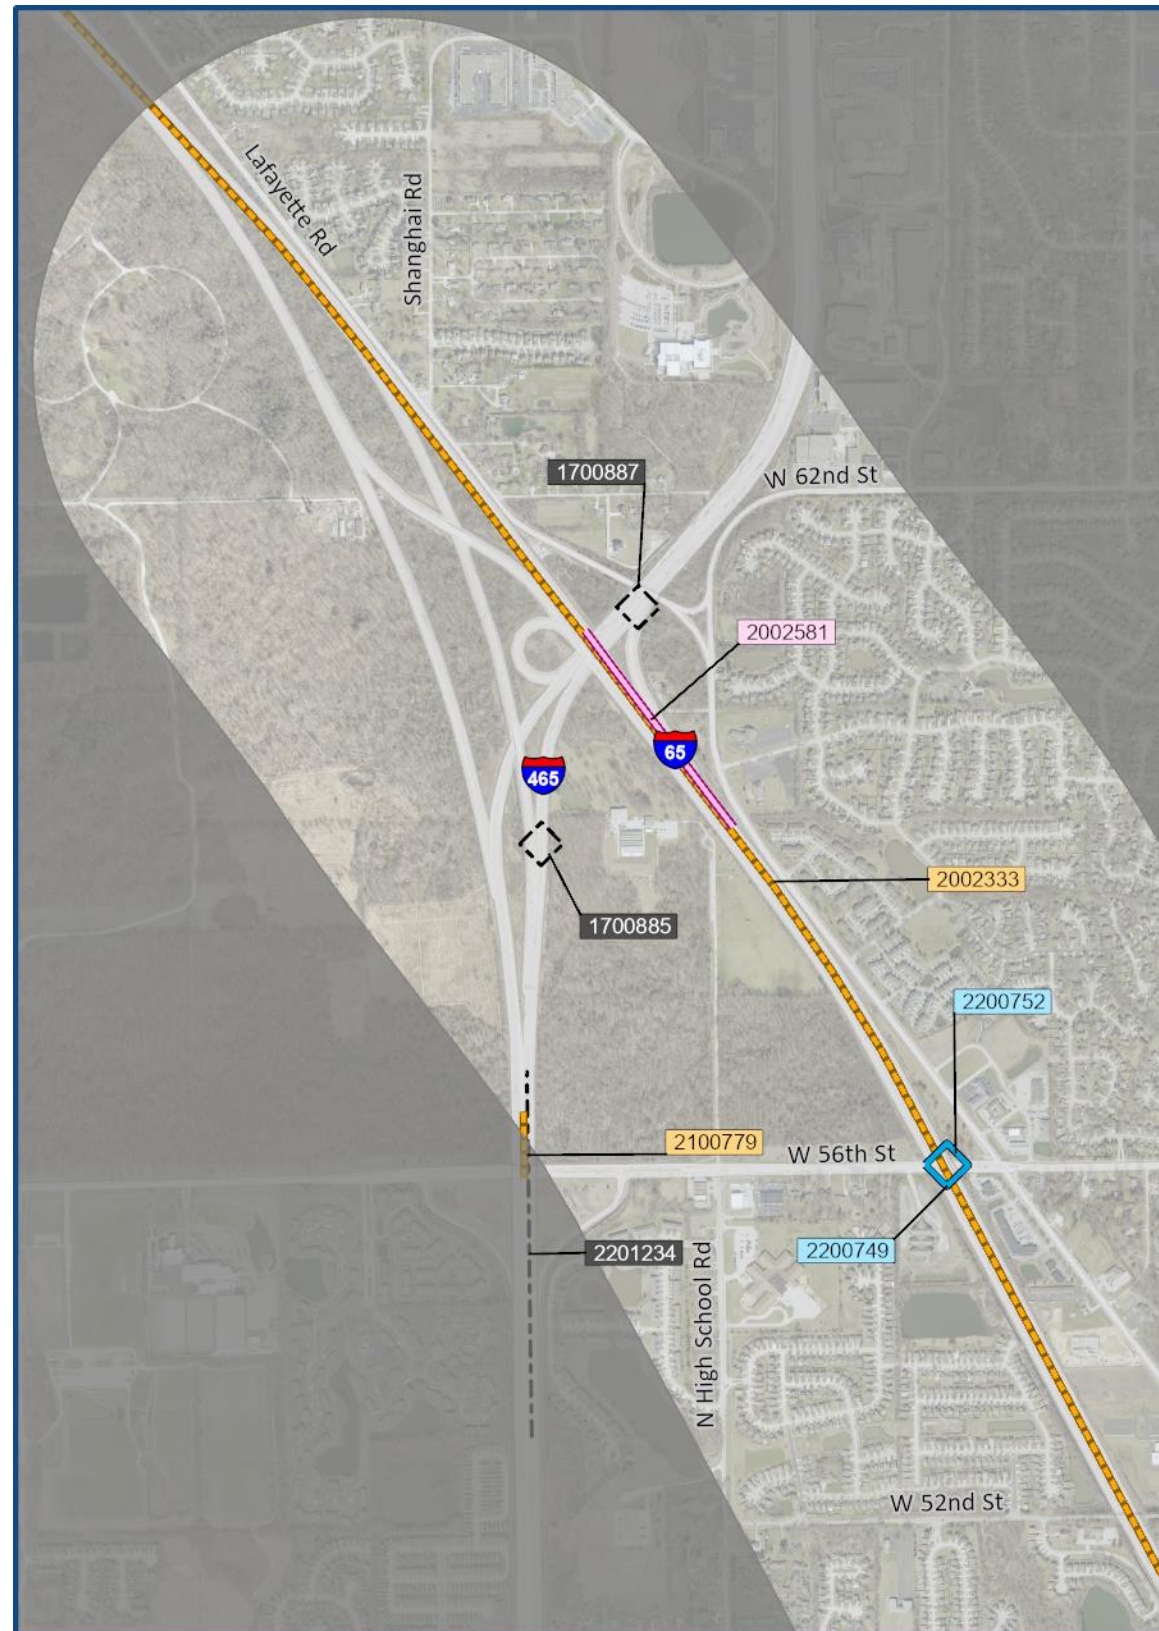 Lafayette Rd
Shanghai Rd
1700887
W 62nd St
2002581
65
465
2002333
1700885
2200752
2100779
W 56th St
2201234
2200749
N High School Rd
W 52nd St